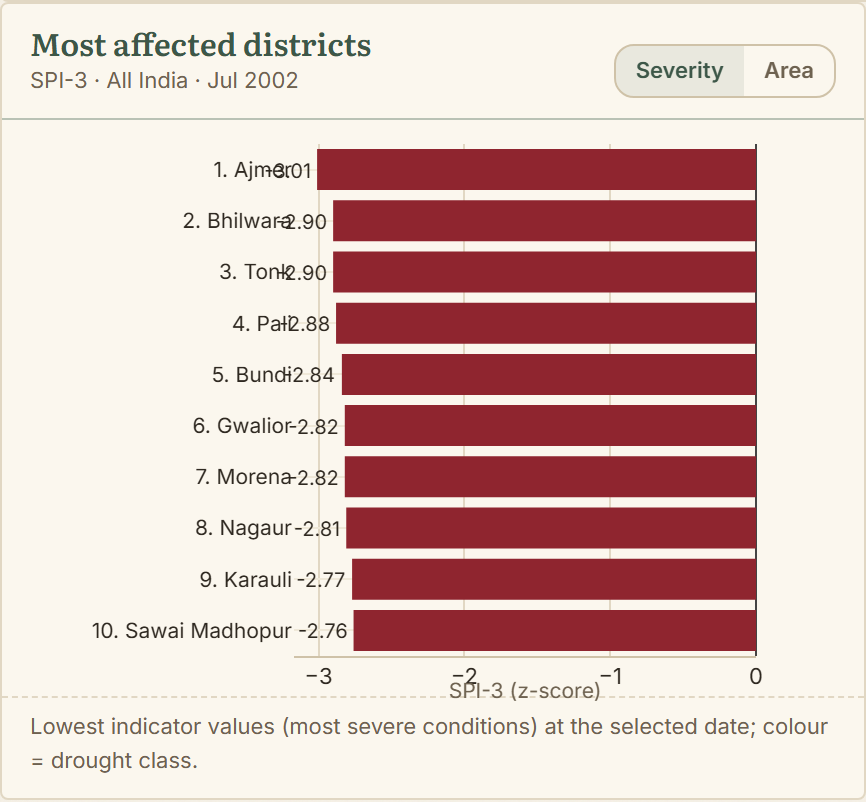 Most affected districts
SPI-3 · All India · Jul 2002
Severity Area
1. Ajmer -3.01
2. Bhilwara -2.90
3. Tonk -2.90
4. Pali -2.88
5. Bundi -2.84
6. Gwalior -2.82
7. Morena -2.82
8. Nagaur -2.81
9. Karauli -2.77
10. Sawai Madhopur -2.76
−3 −2 −1 0
SPI-3 (z-score)
Lowest indicator values (most severe conditions) at the selected date; colour
= drought class.